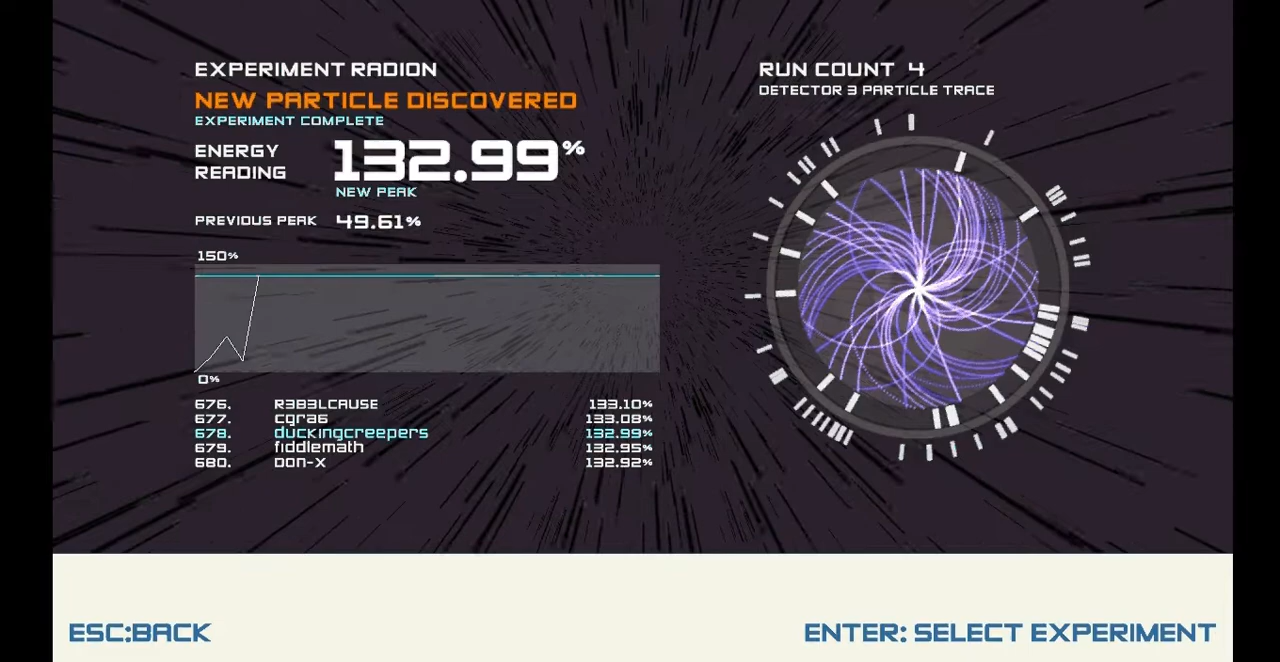 EXPERIMENT RADION
NEW PARTICLE DISCOVERED
EXPERIMENT COMPLETE
ENERGY READING 132.99%
NEW PEAK
PREVIOUS PEAK 49.61%
150%
0%
676. R3B3LCAUSE 133.10%
677. cgra6 133.08%
678. duckingcreepers 132.99%
679. fiddlemath 132.95%
680. DON-X 132.92%
RUN COUNT 4
DETECTOR 3 PARTICLE TRACE
ESC:BACK
ENTER: SELECT EXPERIMENT